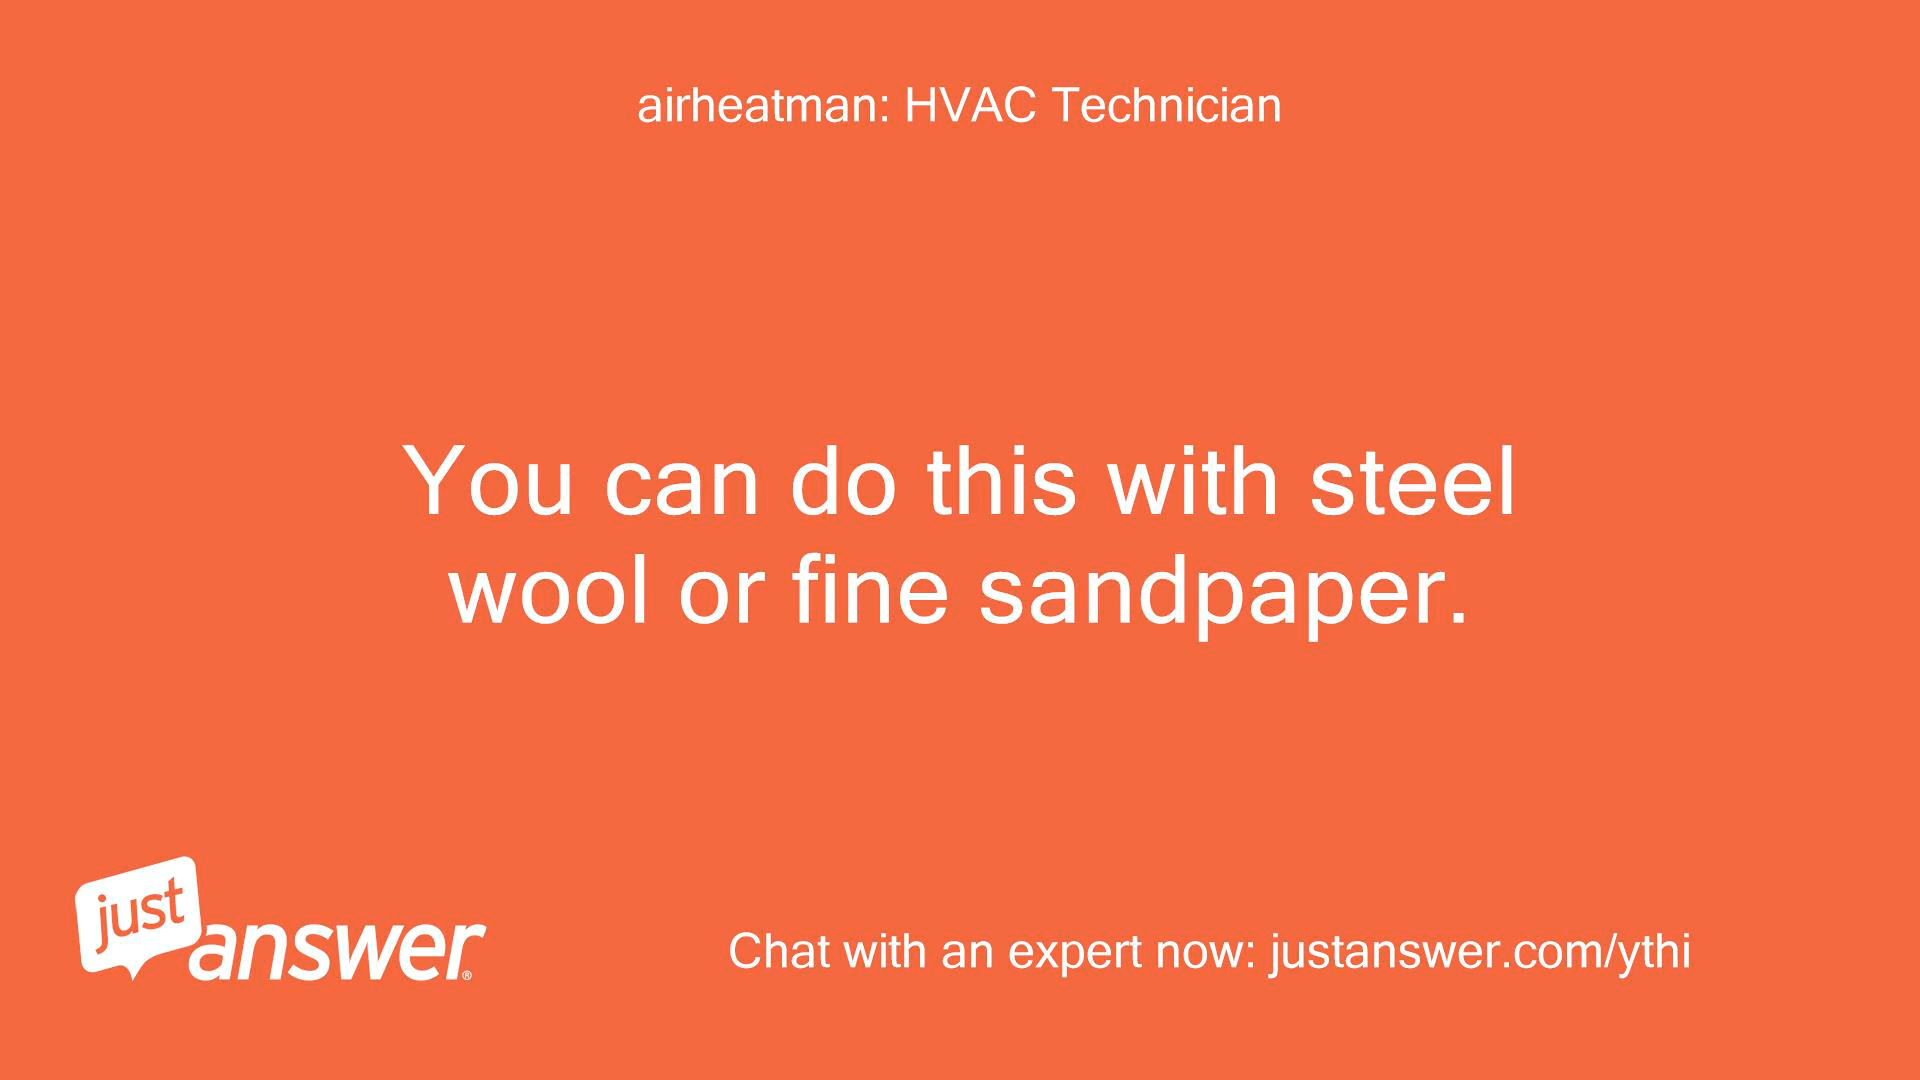 airheatman: HVAC Technician
You can do this with steel
wool or fine sandpaper.
just
answer®
Chat with an expert now: justanswer.com/ythi